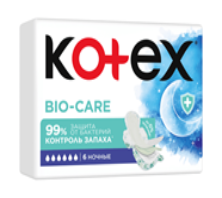 KOTEX
BIO-CARE
99% ЗАЩИТА
ОТ БАКТЕРИЙ
КОНТРОЛЬ ЗАПАХА
6 НОЧНЫЕ